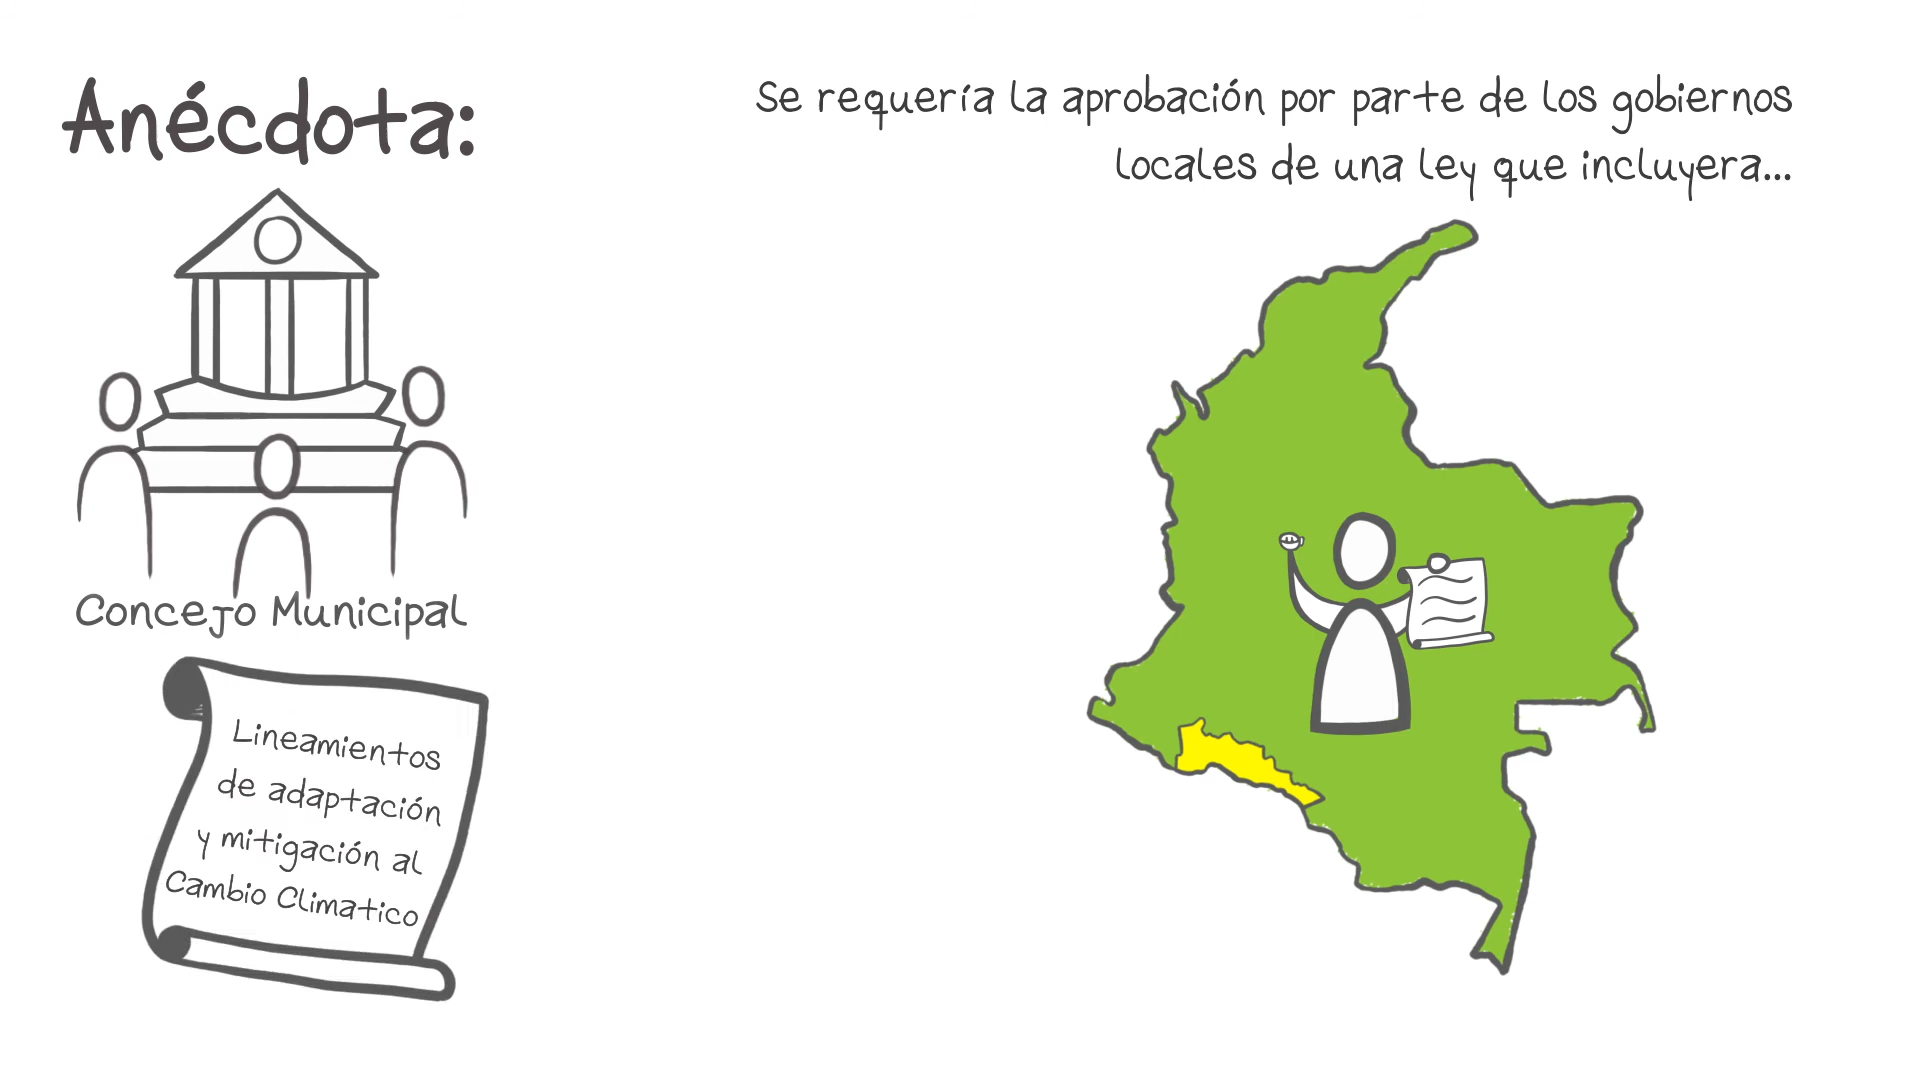 Anécdota:
Se requería la aprobación por parte de los gobiernos
locales de una ley que incluyera...
Concejo Municipal
Lineamientos
de adaptación
y mitigación al
Cambio Climatico